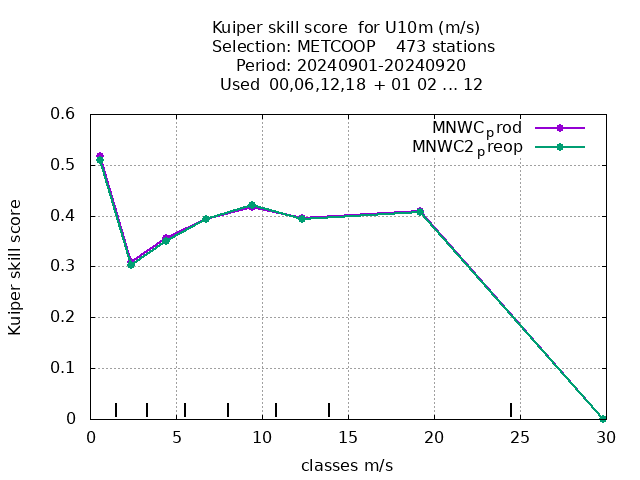 Kuiper skill score  for U10m (m/s)
Selection: METCOOP    473 stations
Period: 20240901-20240920
Used  00,06,12,18  + 01 02 ... 12
MNWCprod
MNWC2preop
Kuiper skill score
0.6
0.5
0.4
0.3
0.2
0.1
0
0 5 10 15 20 25 30
classes m/s